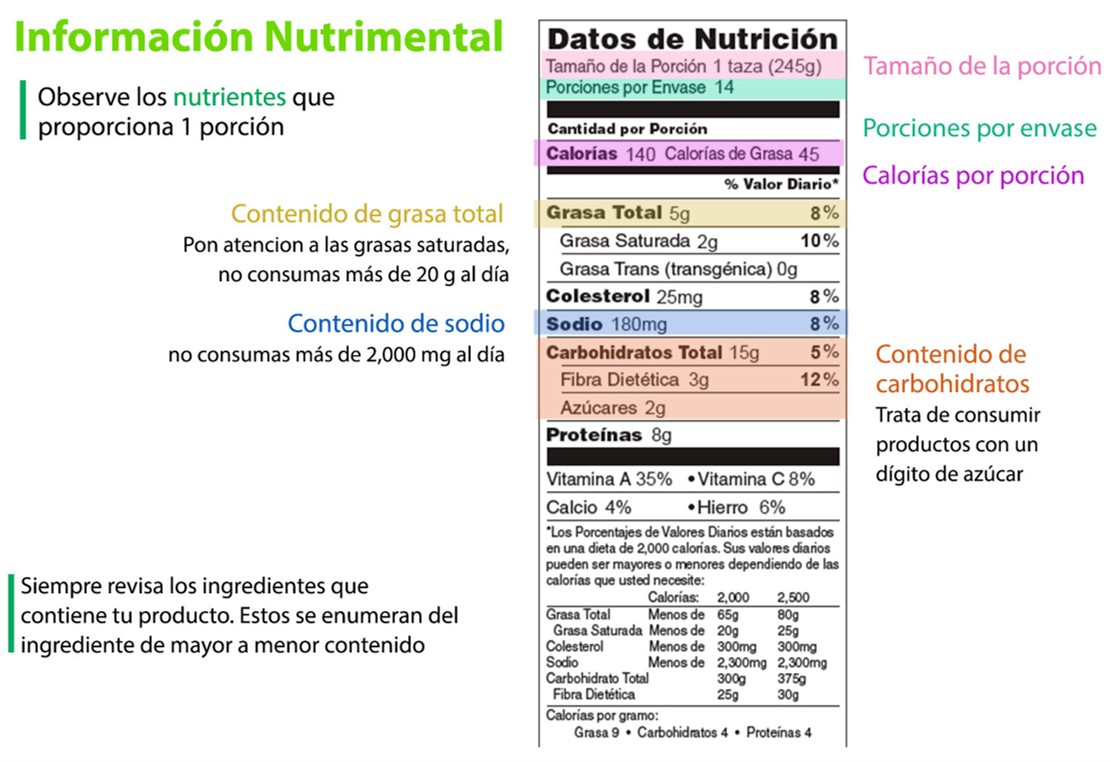 Información Nutrimental
Observe los nutrientes que
proporciona 1 porción
Contenido de grasa total
Pon atencion a las grasas saturadas,
no consumas más de 20 g al día
Contenido de sodio
no consumas más de 2,000 mg al día
Siempre revisa los ingredientes que
contiene tu producto. Estos se enumeran del
ingrediente de mayor a menor contenido
Datos de Nutrición
Tamaño de la Porción 1 taza (245g)
Porciones por Envase 14
Cantidad por Porción
Calorías 140 Calorías de Grasa 45
% Valor Diario*
Grasa Total 5g 8%
Grasa Saturada 2g 10%
Grasa Trans (transgénica) 0g
Colesterol 25mg 8%
Sodio 180mg 8%
Carbohidratos Total 15g 5%
Fibra Dietética 3g 12%
Azúcares 2g
Proteínas 8g
Vitamina A 35% • Vitamina C 8%
Calcio 4% • Hierro 6%
*Los Porcentajes de Valores Diarios están basados
en una dieta de 2,000 calorías. Sus valores diarios
pueden ser mayores o menores dependiendo de las
calorías que usted necesite:
Calorías: 2,000 2,500
Grasa Total Menos de 65g 80g
Grasa Saturada Menos de 20g 25g
Colesterol Menos de 300mg 300mg
Sodio Menos de 2,300mg 2,300mg
Carbohidrato Total 300g 375g
Fibra Dietética 25g 30g
Calorías por gramo:
Grasa 9 • Carbohidratos 4 • Proteínas 4
Tamaño de la porción
Porciones por envase
Calorías por porción
Contenido de
carbohidratos
Trata de consumir
productos con un
dígito de azúcar